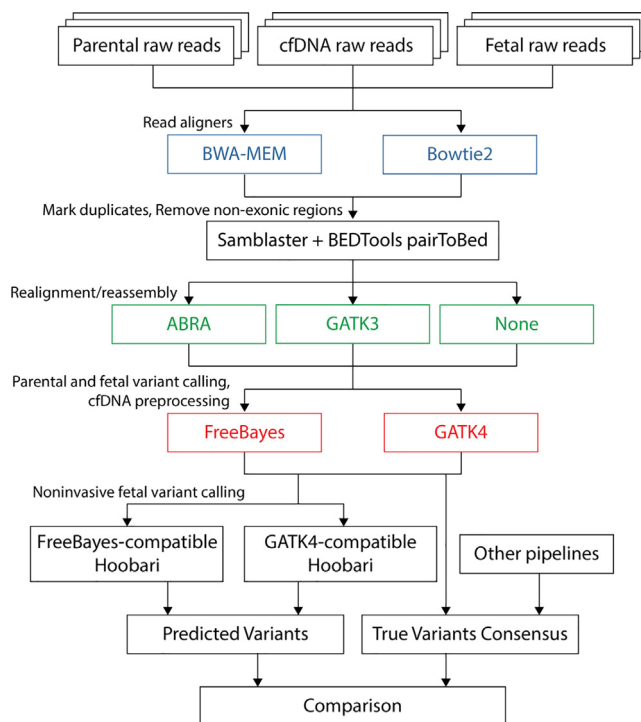 Parental raw reads
cfDNA raw reads
Fetal raw reads
Read aligners
BWA-MEM
Bowtie2
Mark duplicates, Remove non-exonic regions
Samblaster + BEDTools pairToBed
Realignment/reassembly
ABRA
GATK3
None
Parental and fetal variant calling,
cfDNA preprocessing
FreeBayes
GATK4
Noninvasive fetal variant calling
FreeBayes-compatible
Hoobari
GATK4-compatible
Hoobari
Other pipelines
Predicted Variants
True Variants Consensus
Comparison